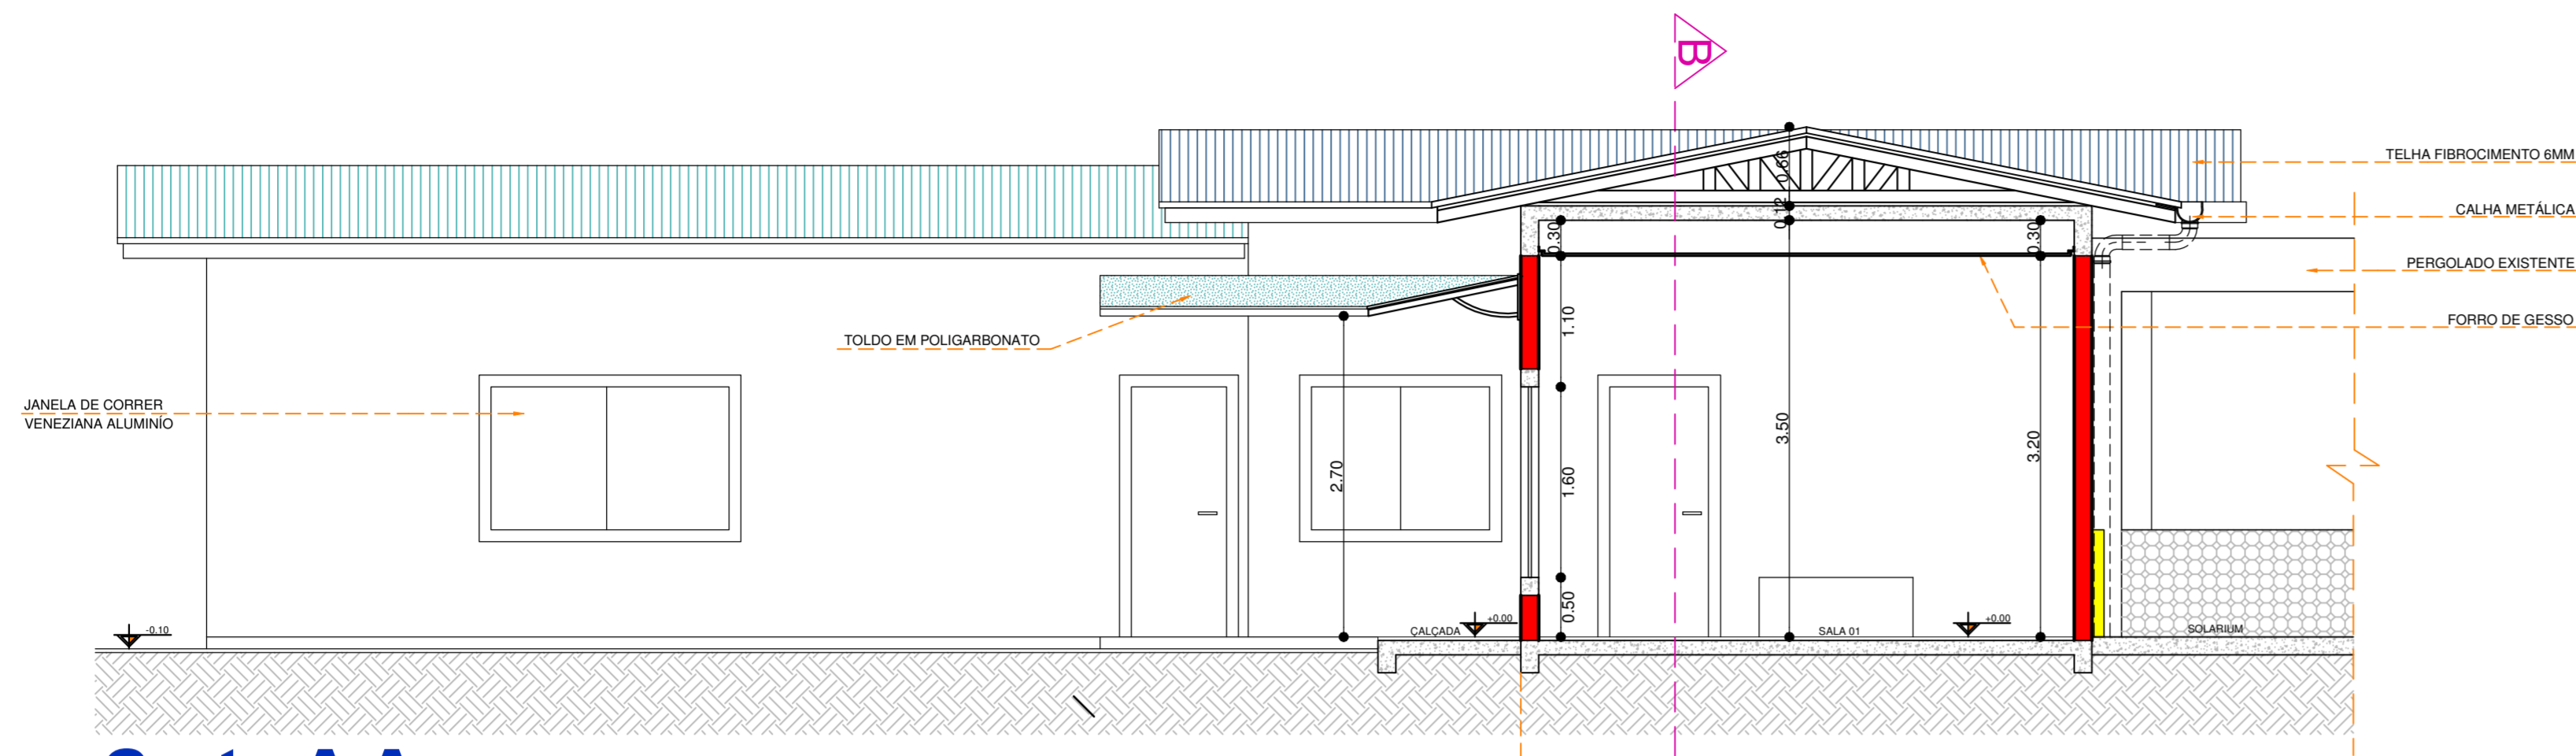 B
TELHA FIBROCIMENTO 6MM
0.66
CALHA METÁLICA
0.12
0.30
0.30
PERGOLADO EXISTENTE
FORRO DE GESSO
1.10
TOLDO EM POLIGARBONATO
JANELA DE CORRER
VENEZIANA ALUMINÍO
3.50
3.20
2.70
1.60
0.50
-0.10
CALÇADA
+0.00
SALA 01
+0.00
SOLARIUM